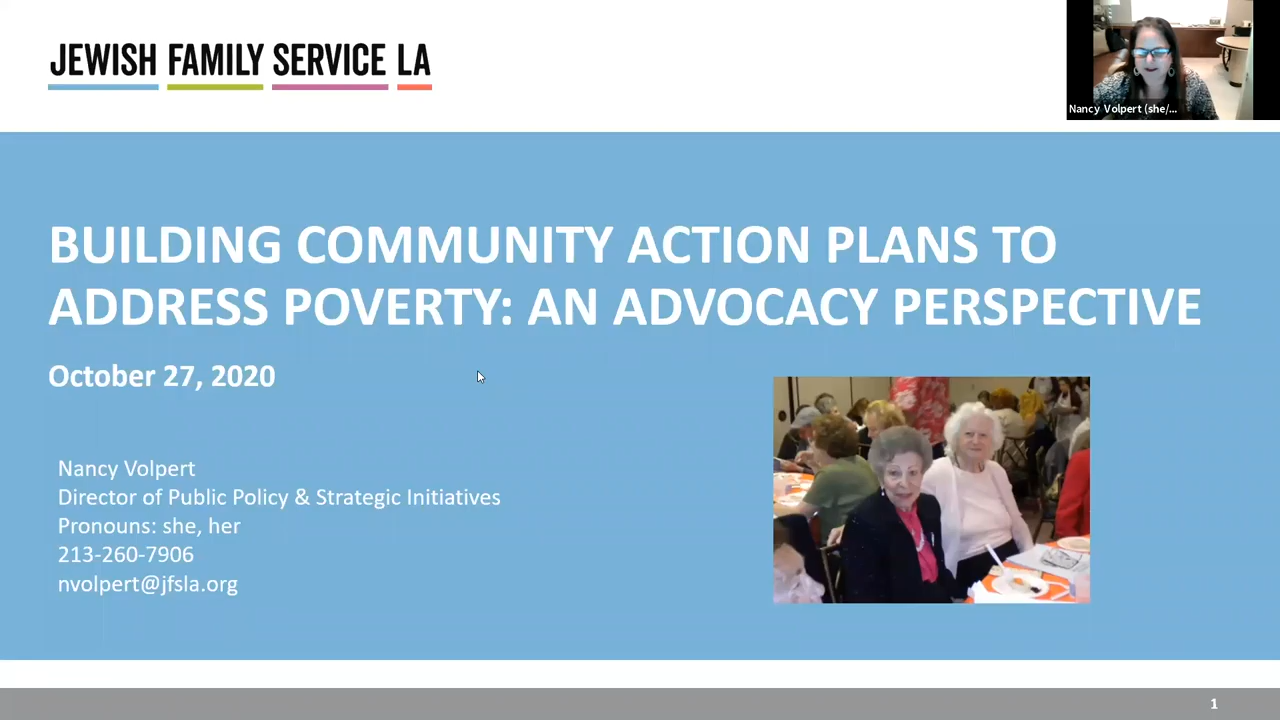 JEWISH FAMILY SERVICE LA
Nancy Volpert (she/...
BUILDING COMMUNITY ACTION PLANS TO
ADDRESS POVERTY: AN ADVOCACY PERSPECTIVE
October 27, 2020
Nancy Volpert
Director of Public Policy & Strategic Initiatives
Pronouns: she, her
213-260-7906
nvolpert@jfsla.org
1